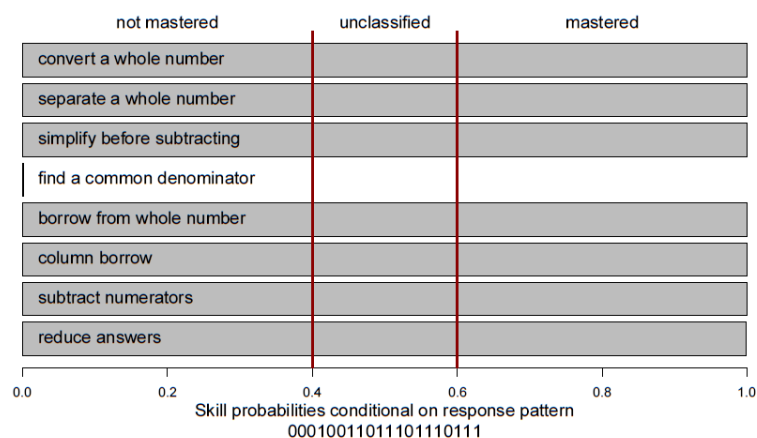 not mastered unclassified mastered
convert a whole number
separate a whole number
simplify before subtracting
find a common denominator
borrow from whole number
column borrow
subtract numerators
reduce answers
0.0 0.2 0.4 0.6 0.8 1.0
Skill probabilities conditional on response pattern
00010011011101110111